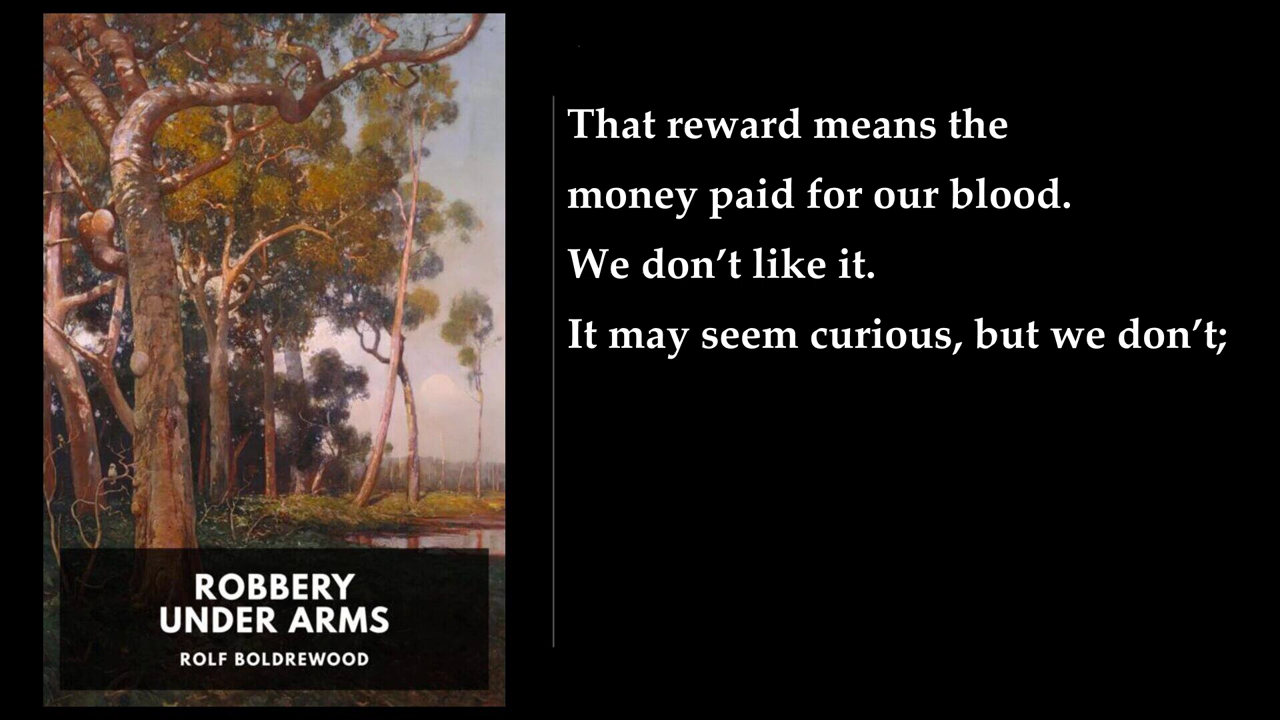 That reward means the
money paid for our blood.
We don’t like it.
It may seem curious, but we don’t;
ROBBERY
UNDER ARMS
ROLF BOLDREWOOD